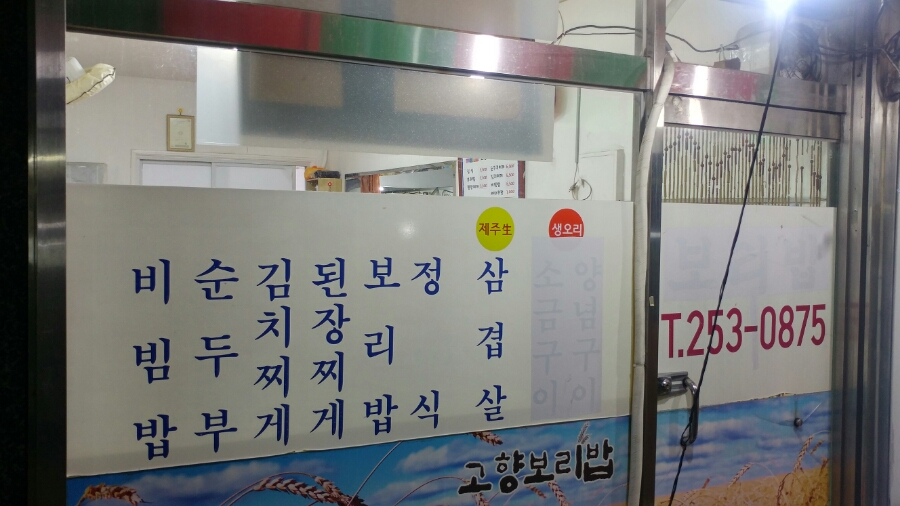 비빔밥
순두부
김치찌게
된장찌게
보리밥
정식
제주生
삼겹살
생오리
소금구이
양념구이
T.253-0875
고향보리밥